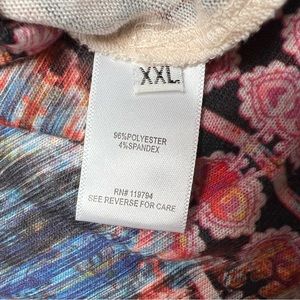 XXL
96%POLYESTER
4%SPANDEX
RN# 119794
SEE REVERSE FOR CARE